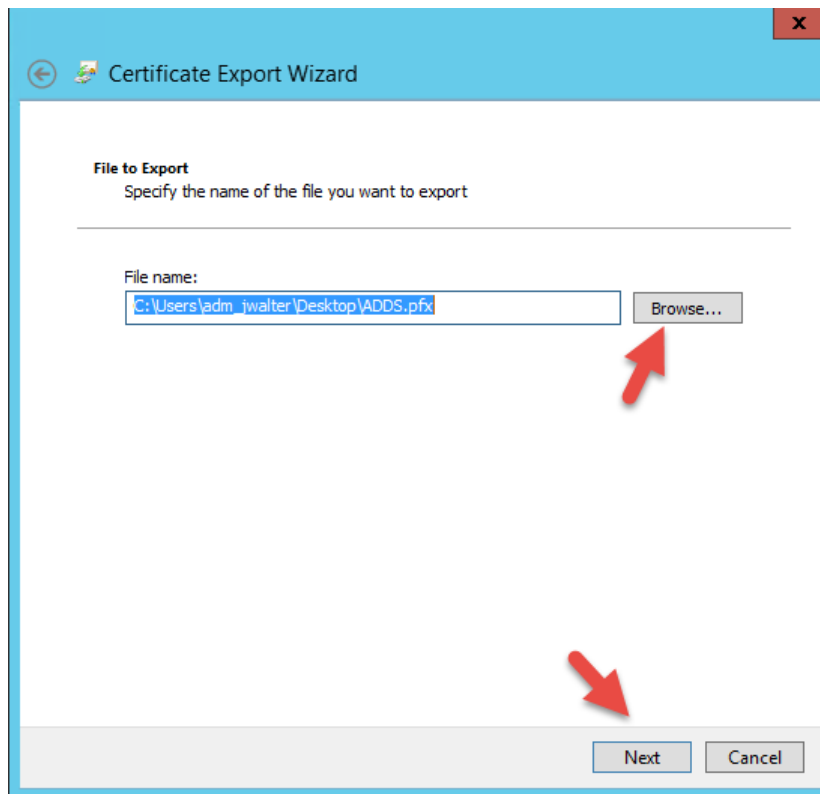 x
Certificate Export Wizard
File to Export
Specify the name of the file you want to export
File name:
C:\Users\adm_jwalter\Desktop\ADDS.pfx
Browse...
Next
Cancel